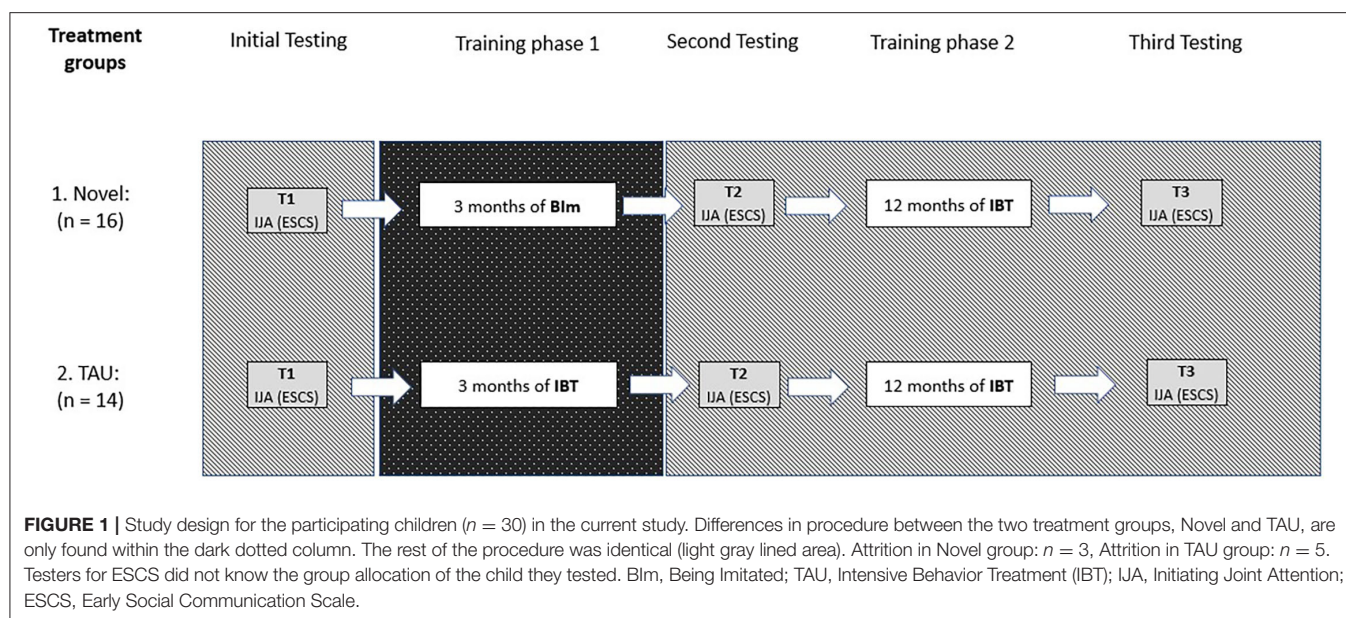 Treatment groups
Initial Testing
Training phase 1
Second Testing
Training phase 2
Third Testing
1. Novel:
(n = 16)
T1
IJA (ESCS)
3 months of BIm
T2
IJA (ESCS)
12 months of IBT
T3
IJA (ESCS)
2. TAU:
(n = 14)
T1
IJA (ESCS)
3 months of IBT
T2
IJA (ESCS)
12 months of IBT
T3
IJA (ESCS)
FIGURE 1 | Study design for the participating children (n = 30) in the current study. Differences in procedure between the two treatment groups, Novel and TAU, are
only found within the dark dotted column. The rest of the procedure was identical (light gray lined area). Attrition in Novel group: n = 3, Attrition in TAU group: n = 5.
Testers for ESCS did not know the group allocation of the child they tested. BIm, Being Imitated; TAU, Intensive Behavior Treatment (IBT); IJA, Initiating Joint Attention;
ESCS, Early Social Communication Scale.